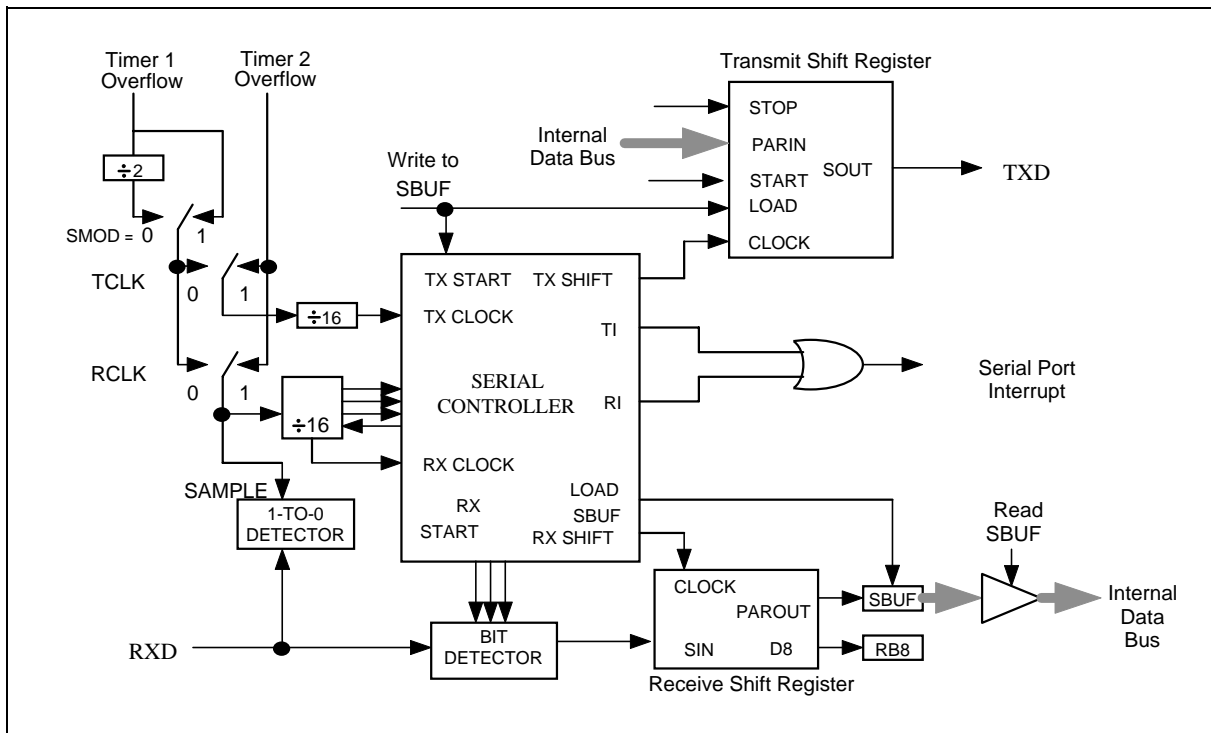 Timer 1
Overflow
Timer 2
Overflow
Transmit Shift Register
STOP
PARIN
SOUT
START
LOAD
CLOCK
Internal
Data Bus
TXD
Write to
SBUF
÷2
SMOD = 0 1
TCLK
0 1
÷16
RCLK
0 1
÷16
TX START TX SHIFT
TX CLOCK
TI
SERIAL
CONTROLLER
RI
RX CLOCK
LOAD
SBUF
RX
START
RX SHIFT
Serial Port
Interrupt
SAMPLE
1-TO-0
DETECTOR
Read
SBUF
CLOCK
PAROUT
SIN D8
SBUF
RB8
Internal
Data
Bus
RXD
BIT
DETECTOR
Receive Shift Register